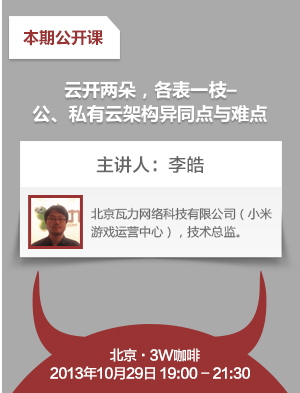 本期公开课
云开两朵，各表一枝–
公、私有云架构异同点与难点
主讲人：李皓
北京瓦力网络科技有限公司（小米
游戏运营中心），技术总监。
北京 · 3W咖啡
2013年10月29日 19:00 – 21:30